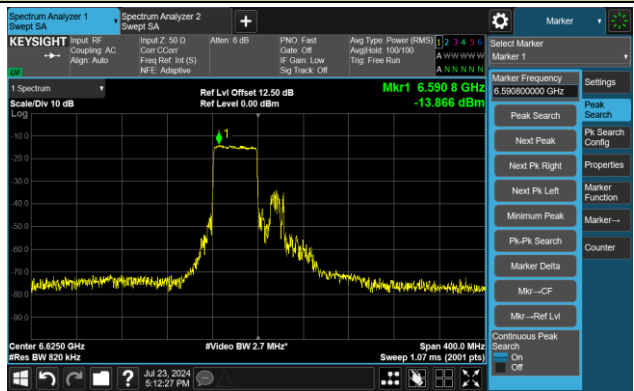 Spectrum Analyzer 1
Swept SA
Spectrum Analyzer 2
Swept SA
+
Marker
KEYSIGHT
Input: RF
Coupling: AC
Align: Auto
Input Z: 50 Ω
Corr CCorr
Freq Ref: Int (S)
NFE: Adaptive
Atten: 6 dB
PNO: Fast
Gate: Off
IF Gain: Low
Sig Track: Off
Avg Type: Power (RMS)
Avg|Hold: 100/100
Trig: Free Run
1 2 3 4 5 6
A W W W W W
A N N N N N
Select Marker
Marker 1
1 Spectrum
Scale/Div 10 dB
Log
Ref Lvl Offset 12.50 dB
Ref Level 0.00 dBm
Mkr1 6.590 8 GHz
-13.866 dBm
1
-10.0
-20.0
-30.0
-40.0
-50.0
-60.0
-70.0
-80.0
-90.0
Center 6.6250 GHz
#Res BW 820 kHz
#Video BW 2.7 MHz*
Span 400.0 MHz
Sweep 1.07 ms (2001 pts)
Marker Frequency
6.590800000 GHz
Peak Search
Next Peak
Next Pk Right
Next Pk Left
Minimum Peak
Pk-Pk Search
Marker Delta
Mkr→CF
Mkr→Ref Lvl
Continuous Peak
Search
On
Off
Settings
Peak
Search
Pk Search
Config
Properties
Marker
Function
Marker→
Counter
?
Jul 23, 2024
5:12:27 PM